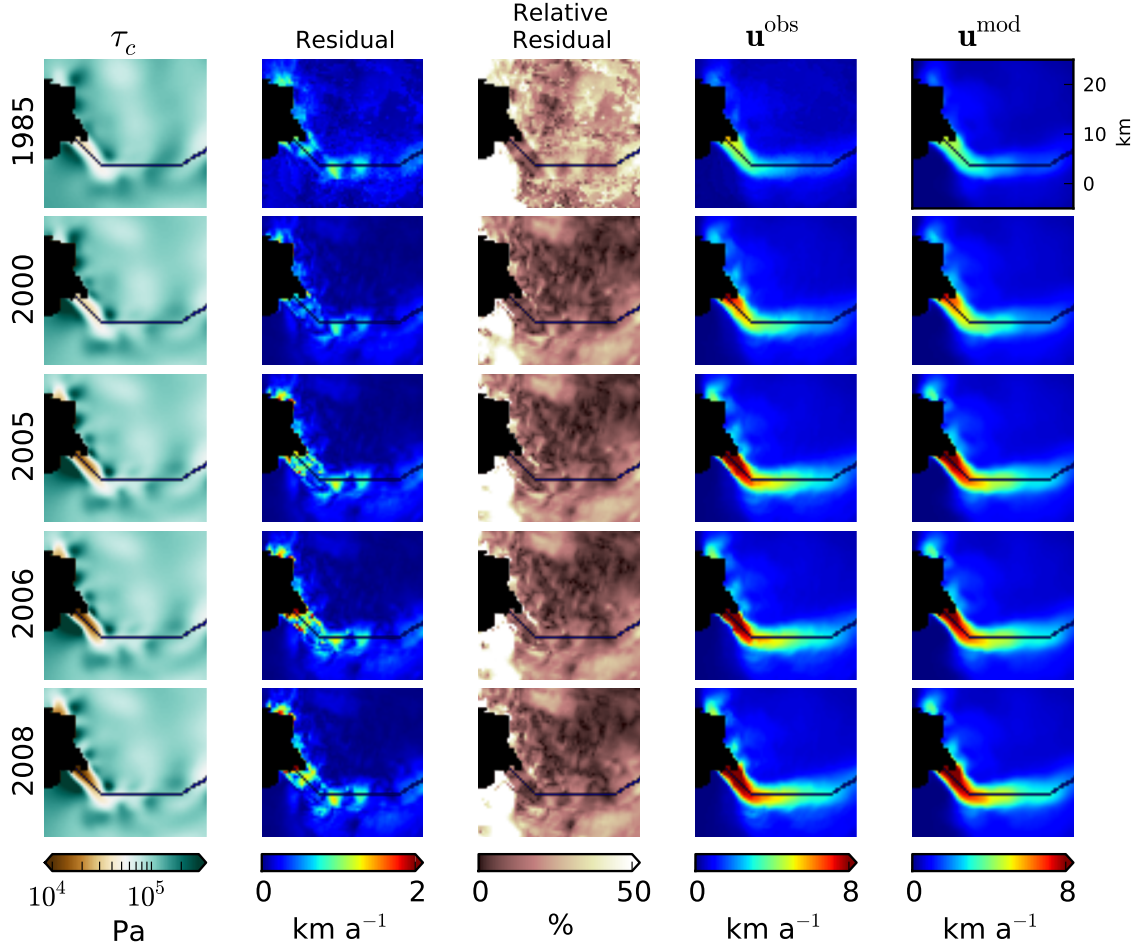 τc
Residual
Relative
Residual
u^obs
u^mod
1985
20
10
0
km
2000
2005
2006
2008
10^4 10^5
0 2
0 50
0 8
0 8
Pa
km a^−1
%
km a^−1
km a^−1